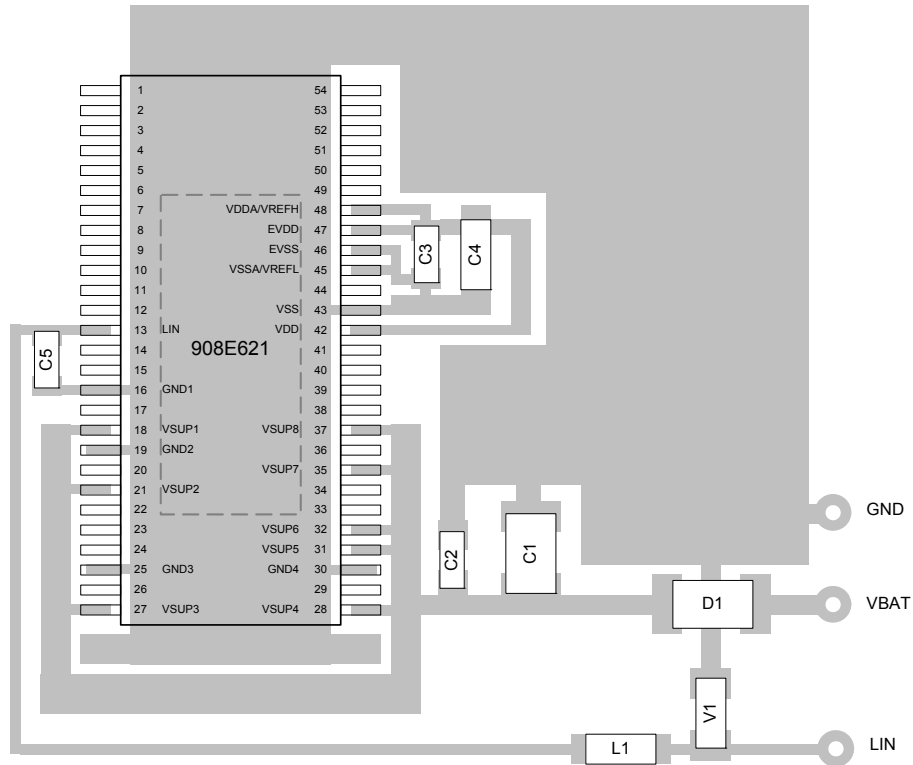 1 54
2 53
3 52
4 51
5 50
6 49
7 VDDA/VREFH 48
8 EVDD 47
9 EVSS 46
10 VSSA/VREFL 45
11 44
12 VSS 43
13 LIN VDD 42
14 41
15 40
16 GND1 39
17 38
18 VSUP1 VSUP8 37
19 GND2 36
20 VSUP7 35
21 VSUP2 34
22 33
23 VSUP6 32
24 VSUP5 31
25 GND3 GND4 30
26 29
27 VSUP3 VSUP4 28
908E621
C5
C3
C4
C2
C1
D1
V1
L1
GND
VBAT
LIN